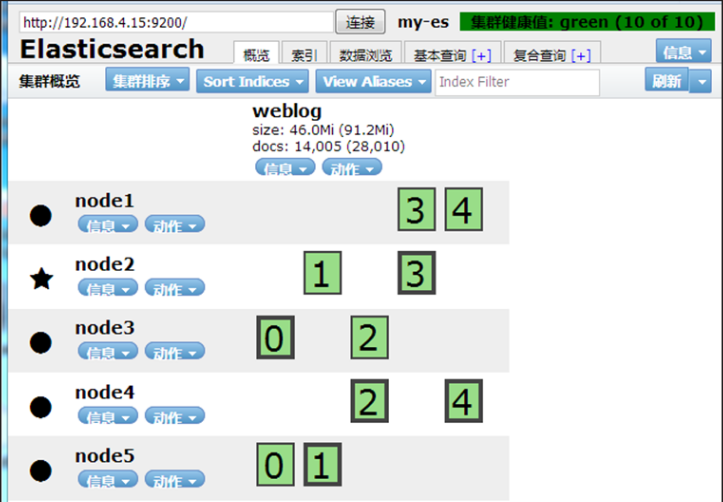 http://192.168.4.15:9200/ 连接 my-es 集群健康值: green (10 of 10)
Elasticsearch 概览 索引 数据浏览 基本查询 [+] 复合查询 [+] 信息
集群概览 集群排序 Sort Indices View Aliases Index Filter 刷新
weblog
size: 46.0Mi (91.2Mi)
docs: 14,005 (28,010)
信息 动作
node1 3 4
信息 动作
node2 1 3
信息 动作
node3 0 2
信息 动作
node4 2 4
信息 动作
node5 0 1
信息 动作